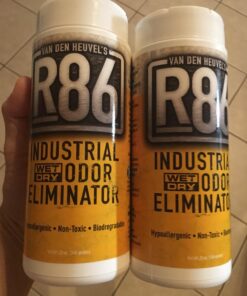 VAN DEN HEUVEL'S
R86
INDUSTRIAL
WET DRY ODOR
ELIMINATOR
Hypoallergenic • Non-Toxic • Biodegradable
VAN DEN HEUVEL'S
R86
INDUSTRIAL
WET DRY ODOR
ELIMINATOR
Hypoallergenic • Non-Toxic •